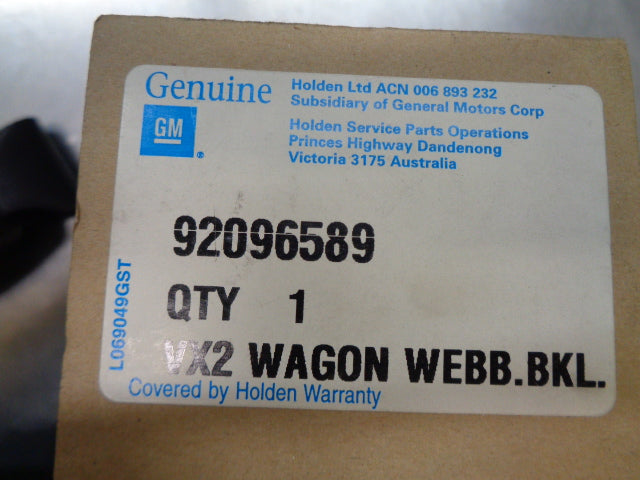 Genuine
GM
Holden Ltd ACN 006 893 232
Subsidiary of General Motors Corp
Holden Service Parts Operations
Princes Highway Dandenong
Victoria 3175 Australia
92096589
QTY 1
VX2 WAGON WEBB.BKL.
Covered by Holden Warranty
L069049GST